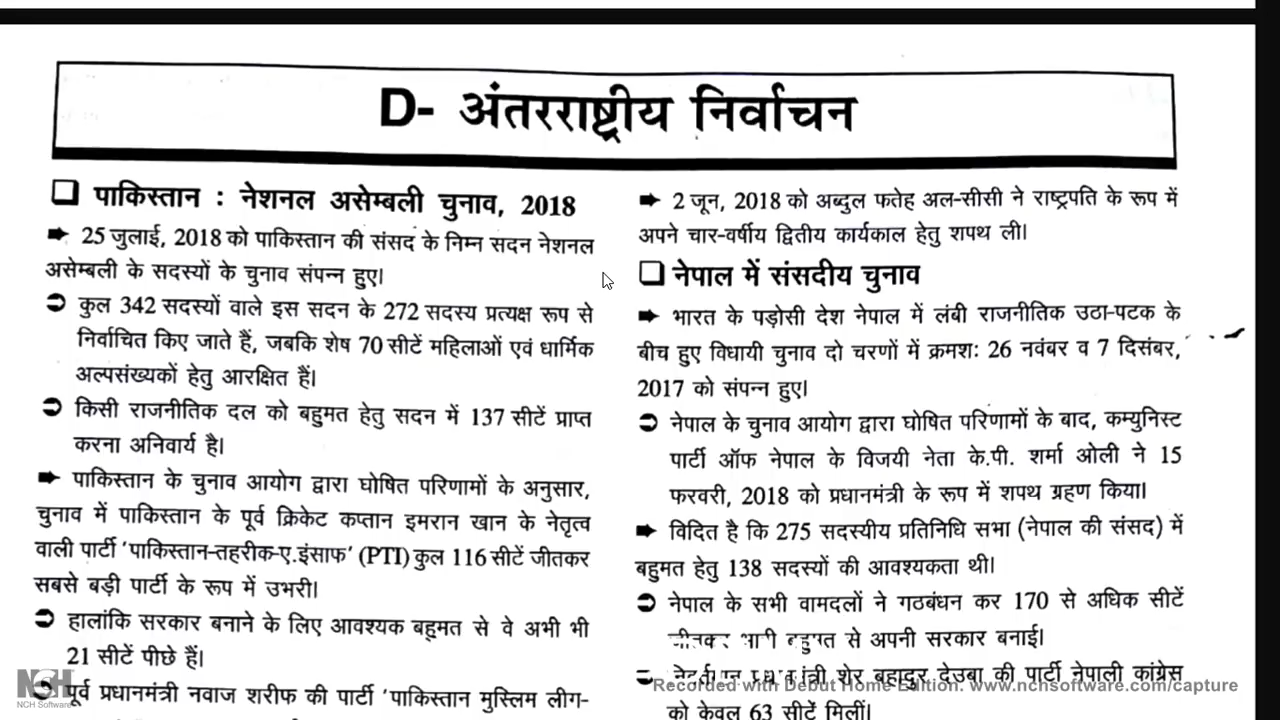 D- अंतरराष्ट्रीय निर्वाचन
❑ पाकिस्तान : नेशनल असेम्बली चुनाव, 2018
➨ 25 जुलाई, 2018 को पाकिस्तान की संसद के निम्न सदन नेशनल
असेम्बली के सदस्यों के चुनाव संपन्न हुए।
➲ कुल 342 सदस्यों वाले इस सदन के 272 सदस्य प्रत्यक्ष रूप से
निर्वाचित किए जाते हैं, जबकि शेष 70 सीटें महिलाओं एवं धार्मिक
अल्पसंख्यकों हेतु आरक्षित हैं।
➲ किसी राजनीतिक दल को बहुमत हेतु सदन में 137 सीटें प्राप्त
करना अनिवार्य है।
➨ पाकिस्तान के चुनाव आयोग द्वारा घोषित परिणामों के अनुसार,
चुनाव में पाकिस्तान के पूर्व क्रिकेट कप्तान इमरान खान के नेतृत्व
वाली पार्टी 'पाकिस्तान-तहरीक-ए.इंसाफ' (PTI) कुल 116 सीटें जीतकर
सबसे बड़ी पार्टी के रूप में उभरी।
➲ हालांकि सरकार बनाने के लिए आवश्यक बहुमत से वे अभी भी
21 सीटें पीछे हैं।
➲ पूर्व प्रधानमंत्री नवाज शरीफ की पार्टी 'पाकिस्तान मुस्लिम लीग-
➨ 2 जून, 2018 को अब्दुल फतेह अल-सीसी ने राष्ट्रपति के रूप में
अपने चार-वर्षीय द्वितीय कार्यकाल हेतु शपथ ली।
❑ नेपाल में संसदीय चुनाव
➨ भारत के पड़ोसी देश नेपाल में लंबी राजनीतिक उठा-पटक के
बीच हुए विधायी चुनाव दो चरणों में क्रमशः 26 नवंबर व 7 दिसंबर,
2017 को संपन्न हुए।
➲ नेपाल के चुनाव आयोग द्वारा घोषित परिणामों के बाद, कम्युनिस्ट
पार्टी ऑफ नेपाल के विजयी नेता के.पी. शर्मा ओली ने 15
फरवरी, 2018 को प्रधानमंत्री के रूप में शपथ ग्रहण किया।
➨ विदित है कि 275 सदस्यीय प्रतिनिधि सभा (नेपाल की संसद) में
बहुमत हेतु 138 सदस्यों की आवश्यकता थी।
➲ नेपाल के सभी वामदलों ने गठबंधन कर 170 से अधिक सीटें
जीतकर भारी बहुमत से अपनी सरकार बनाई।
➲ शेर बहादुर देउबा की पार्टी नेपाली कांग्रेस
को केवल 63 सीटें मिलीं।
NCH
NCH Software
Recorded with Debut Home Edition. www.nchsoftware.com/capture